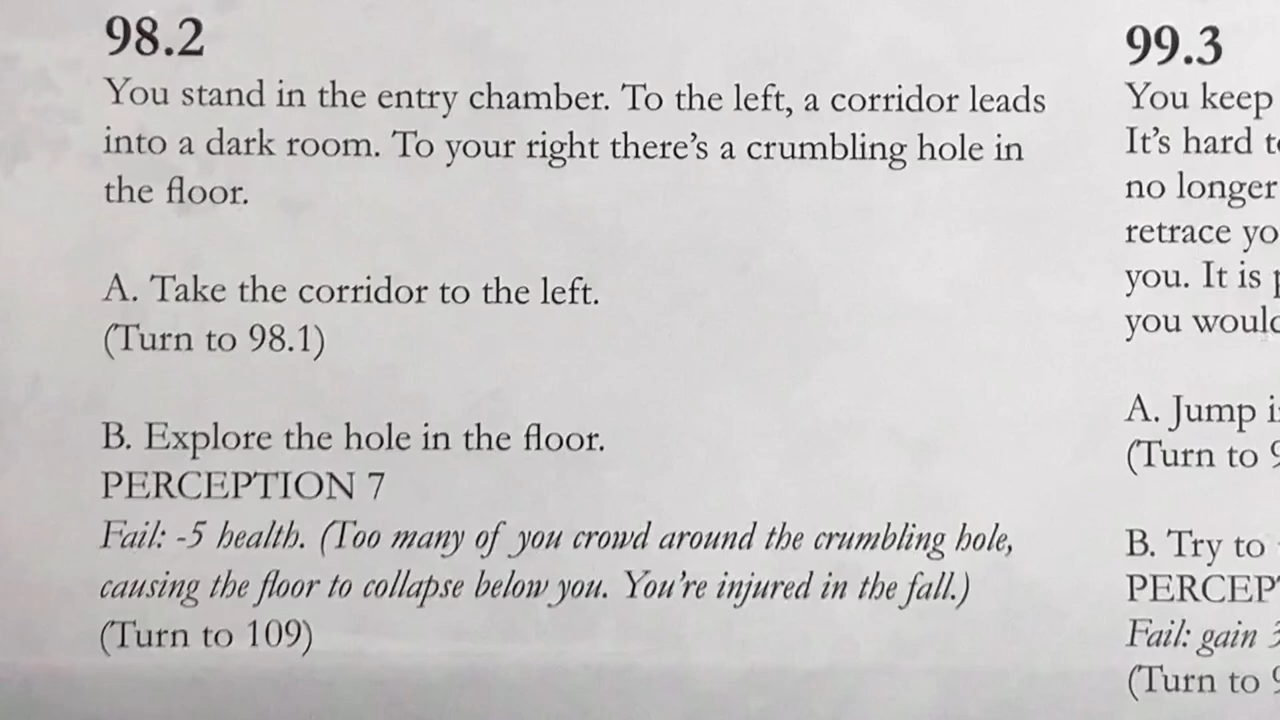 98.2
You stand in the entry chamber. To the left, a corridor leads
into a dark room. To your right there's a crumbling hole in
the floor.
A. Take the corridor to the left.
(Turn to 98.1)
B. Explore the hole in the floor.
PERCEPTION 7
Fail: -5 health. (Too many of you crowd around the crumbling hole,
causing the floor to collapse below you. You're injured in the fall.)
(Turn to 109)
99.3
You keep
It's hard
no longer
retrace
you. It is
you
A. Jump
(Turn to
B. Try to
Fail: gain
(Turn to